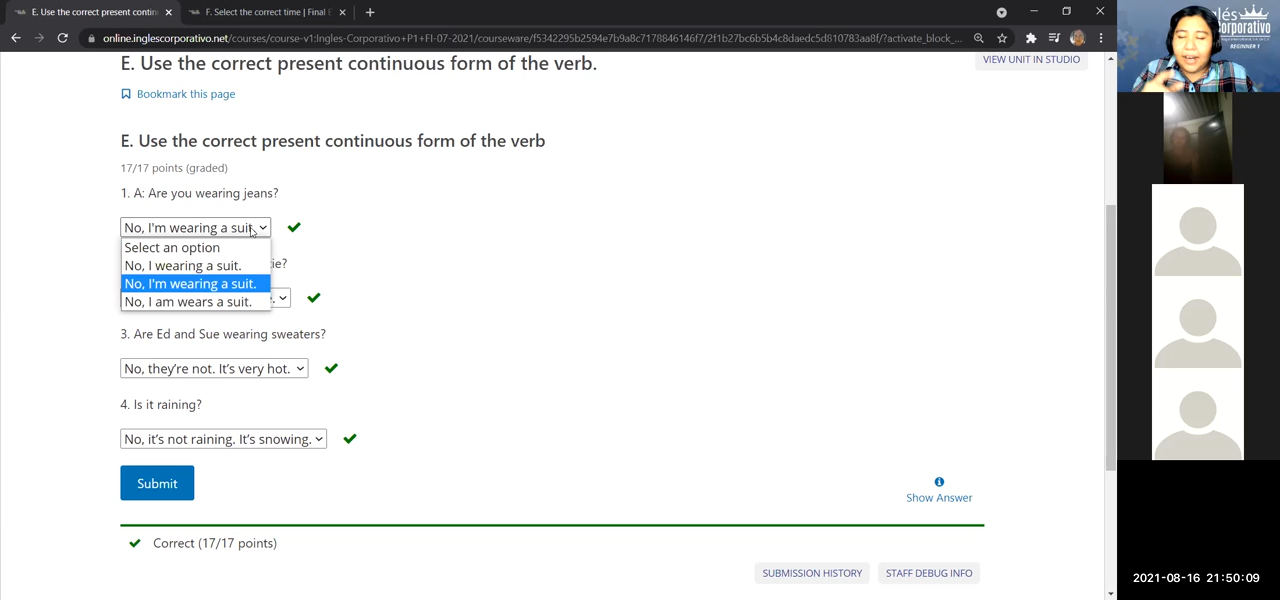 E. Use the correct present contin
F. Select the correct time | Final E
online.inglescorporativo.net/courses/course-v1:Ingles-Corporativo+P1+FI-07-2021/courseware/f5342295b2594e7b9a8c7178846146f7/2f1b27bc6b5b4c8daedc5d810783aa8f/?activate_block_...
E. Use the correct present continuous form of the verb.
VIEW UNIT IN STUDIO
Bookmark this page
E. Use the correct present continuous form of the verb
17/17 points (graded)
1. A: Are you wearing jeans?
No, I'm wearing a suit.
Select an option
No, I wearing a suit.
tie?
No, I'm wearing a suit.
No, I am wears a suit.
3. Are Ed and Sue wearing sweaters?
No, they're not. It's very hot.
4. Is it raining?
No, it's not raining. It's snowing.
Submit
Show Answer
Correct (17/17 points)
SUBMISSION HISTORY
STAFF DEBUG INFO
BEGINNER 1
2021-08-16 21:50:09